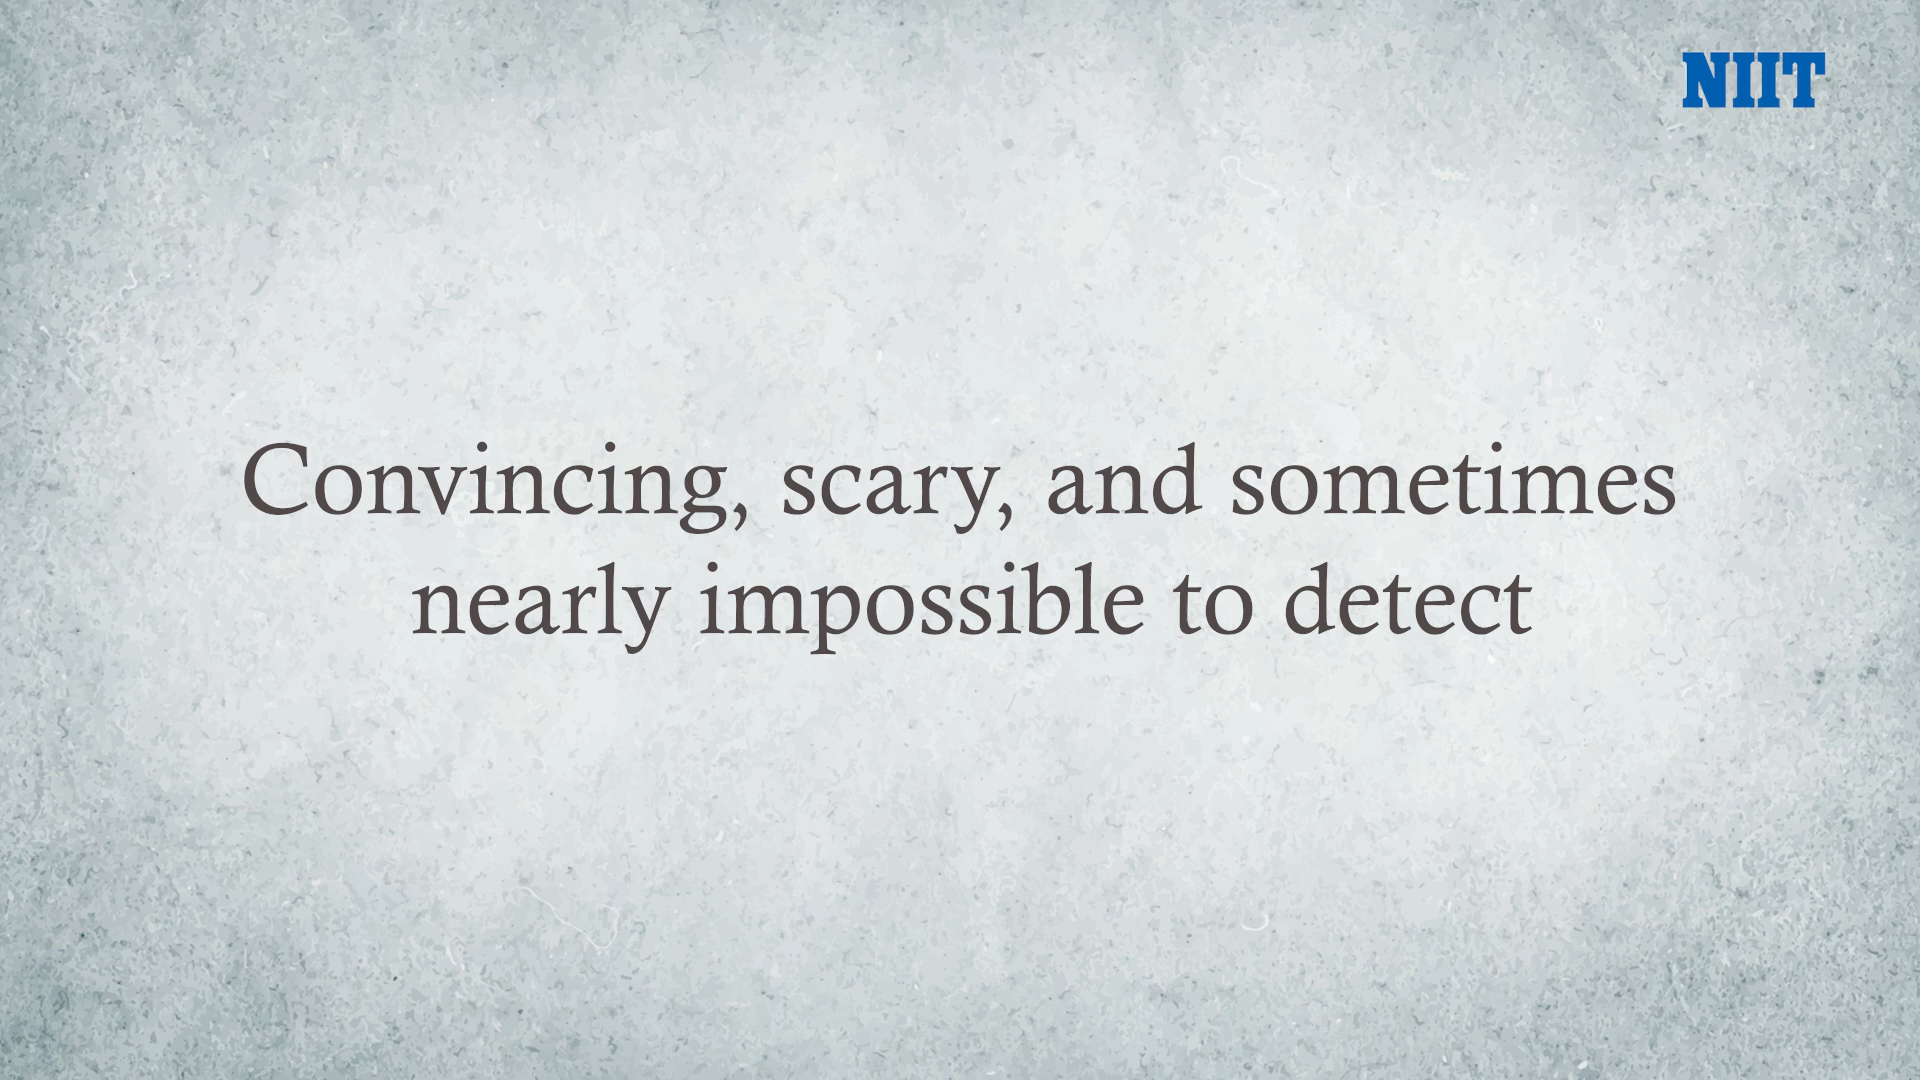 NIIT
Convincing, scary, and sometimes
nearly impossible to detect